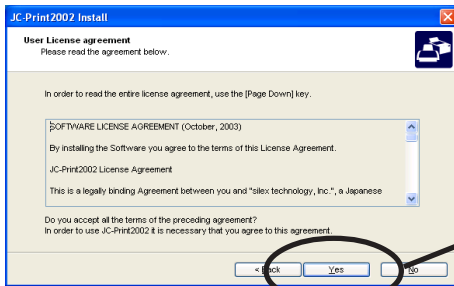 JC-Print2002 Install
User License agreement
Please read the agreement below.
In order to read the entire license agreement, use the [Page Down] key.
SOFTWARE LICENSE AGREEMENT (October, 2003)
By installing the Software you agree to the terms of this License Agreement.
JC-Print2002 License Agreement
This is a legally binding Agreement between you and "silex technology, Inc.", a Japanese
Do you accept all the terms of the preceding agreement?
In order to use JC-Print2002 it is necessary that you agree to this agreement.
< Back Yes No